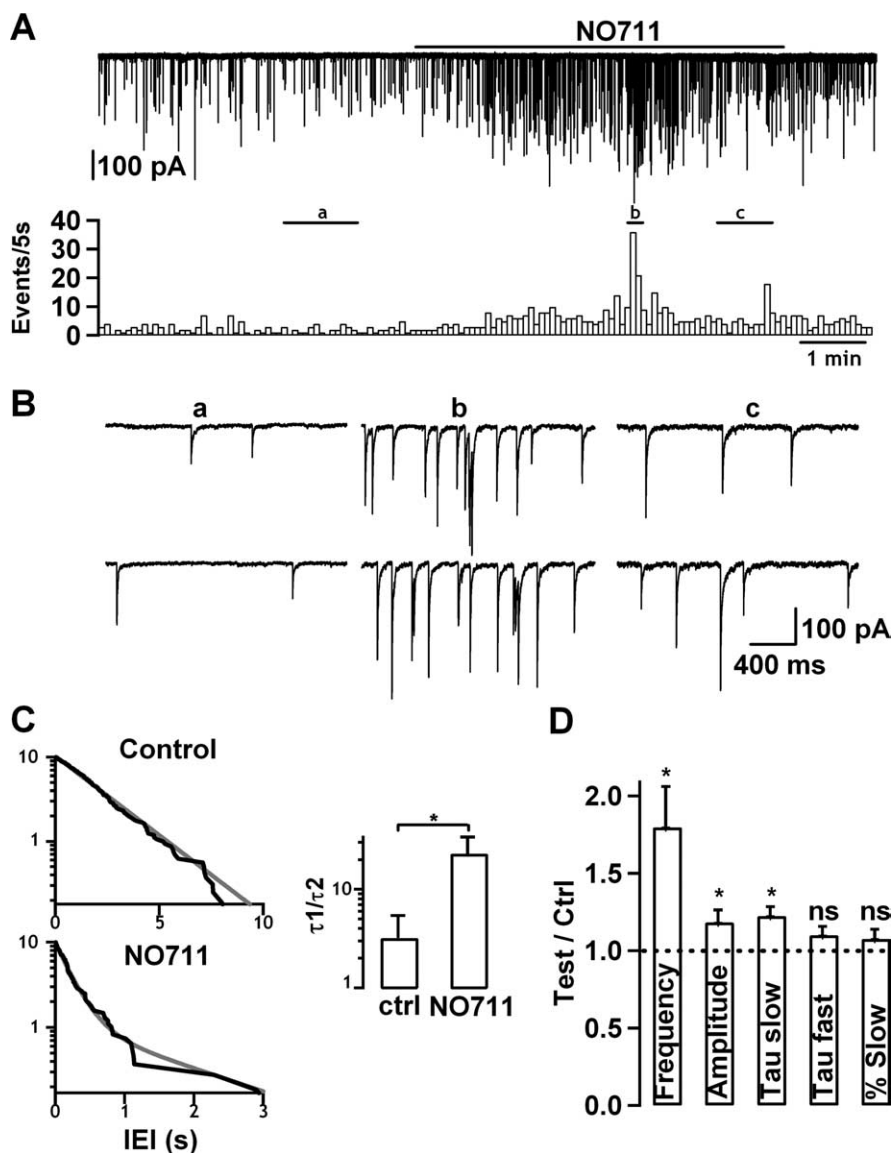 A
NO711
100 pA
Events/5s
40
30
20
10
0
a
b
c
1 min
B
a
b
c
100 pA
400 ms
C
Control
10
1
0
5
10
NO711
10
1
0
1
2
3
IEI (s)
τ1/τ2
10
1
*
ctrl
NO711
D
Test / Ctrl
2.0
1.5
1.0
0.5
0.0
*
*
*
ns
ns
Frequency
Amplitude
Tau slow
Tau fast
% Slow